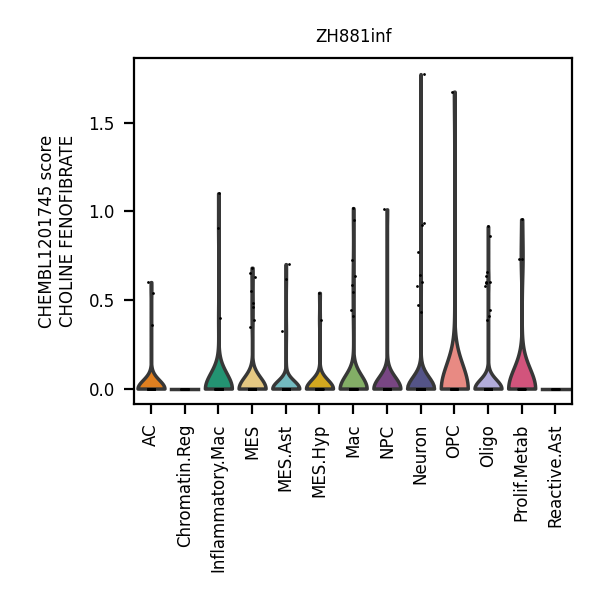 ZH881inf
CHEMBL1201745 score
CHOLINE FENOFIBRATE
1.5
1.0
0.5
0.0
AC
Chromatin.Reg
Inflammatory.Mac
MES
MES.Ast
MES.Hyp
Mac
NPC
Neuron
OPC
Oligo
Prolif.Metab
Reactive.Ast